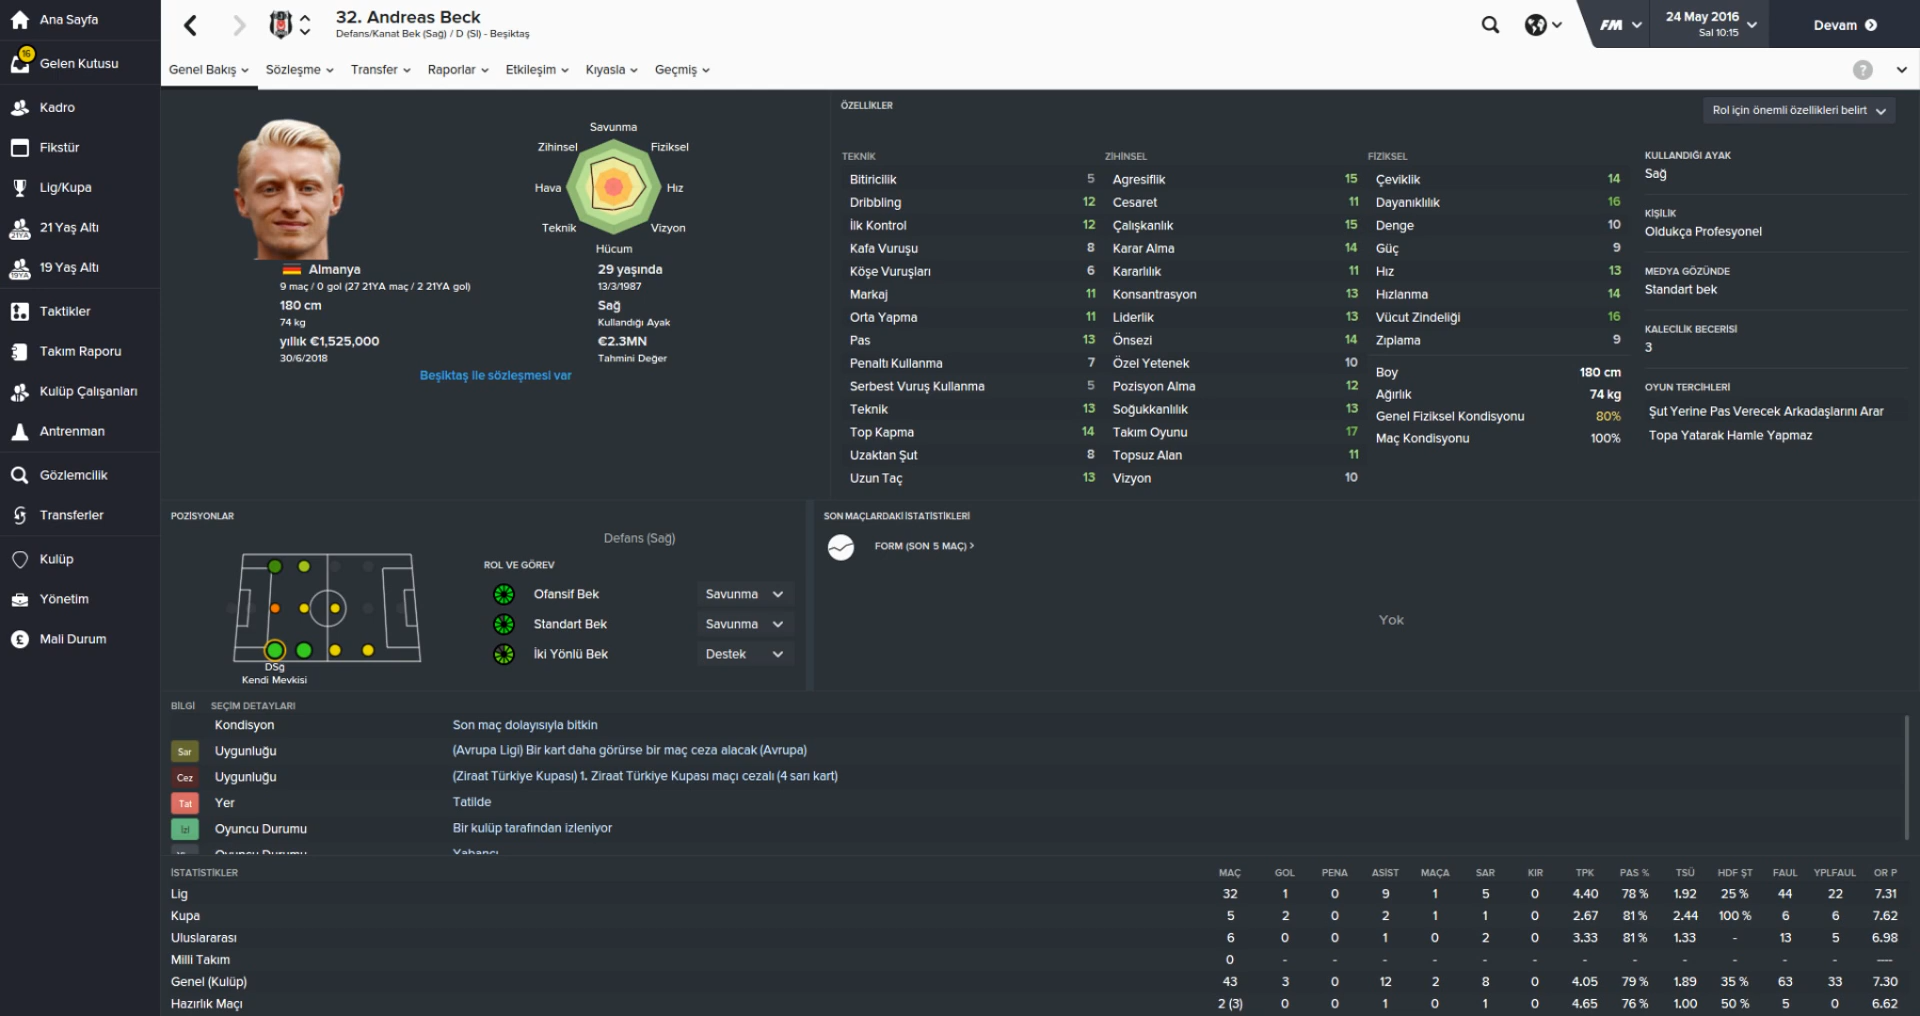 Ana Sayfa
16
Gelen Kutusu
Kadro
Fikstür
Lig/Kupa
21YA
21 Yaş Altı
19YA
19 Yaş Altı
Taktikler
Takım Raporu
Kulüp Çalışanları
Antrenman
Gözlemcilik
Transferler
Kulüp
Yönetim
Mali Durum
32. Andreas Beck
Defans/Kanat Bek (Sağ) / D (Sl) - Beşiktaş
FM
24 May 2016
Sal 10:15
Devam
Genel Bakış
Sözleşme
Transfer
Raporlar
Etkileşim
Kıyasla
Geçmiş
?
Savunma
Zihinsel
Fiziksel
Hava
Hız
Teknik
Vizyon
Hücum
Almanya
9 maç / 0 gol (27 21YA maç / 2 21YA gol)
180 cm
74 kg
yıllık €1,525,000
30/6/2018
29 yaşında
13/3/1987
Sağ
Kullandığı Ayak
€2.3MN
Tahmini Değer
Beşiktaş ile sözleşmesi var
ÖZELLİKLER
Rol için önemli özellikleri belirt
TEKNİK
Bitiricilik 5
Dribbling 12
İlk Kontrol 12
Kafa Vuruşu 8
Köşe Vuruşları 6
Markaj 11
Orta Yapma 11
Pas 13
Penaltı Kullanma 7
Serbest Vuruş Kullanma 5
Teknik 13
Top Kapma 14
Uzaktan Şut 8
Uzun Taç 13
ZİHİNSEL
Agresiflik 15
Cesaret 11
Çalışkanlık 15
Karar Alma 14
Kararlılık 11
Konsantrasyon 13
Liderlik 13
Önsezi 14
Özel Yetenek 10
Pozisyon Alma 12
Soğukkanlılık 13
Takım Oyunu 17
Topsuz Alan 11
Vizyon 10
FİZİKSEL
Çeviklik 14
Dayanıklılık 16
Denge 10
Güç 9
Hız 13
Hızlanma 14
Vücut Zindeliği 16
Zıplama 9
Boy 180 cm
Ağırlık 74 kg
Genel Fiziksel Kondisyonu 80%
Maç Kondisyonu 100%
KULLANDIĞI AYAK
Sağ
KİŞİLİK
Oldukça Profesyonel
MEDYA GÖZÜNDE
Standart bek
KALECİLİK BECERİSİ
3
OYUN TERCİHLERİ
Şut Yerine Pas Verecek Arkadaşlarını Arar
Topa Yatarak Hamle Yapmaz
POZİSYONLAR
DSğ
Kendi Mevkisi
Defans (Sağ)
ROL VE GÖREV
Ofansif Bek Savunma
Standart Bek Savunma
İki Yönlü Bek Destek
SON MAÇLARDAKİ İSTATİSTİKLERİ
FORM (SON 5 MAÇ) >
Yok
BİLGİ SEÇİM DETAYLARI
Kondisyon Son maç dolayısıyla bitkin
Sar Uygunluğu (Avrupa Ligi) Bir kart daha görürse bir maç ceza alacak (Avrupa)
Cez Uygunluğu (Ziraat Türkiye Kupası) 1. Ziraat Türkiye Kupası maçı cezalı (4 sarı kart)
Tat Yer Tatilde
İzl Oyuncu Durumu Bir kulüp tarafından izleniyor
Oyuncu Durumu Yabancı
İSTATİSTİKLER MAÇ GOL PENA ASİST MAÇA SAR KIR TPK PAS % TSÜ HDF ŞT FAUL YPLFAUL OR P
Lig 32 1 0 9 1 5 0 4.40 78 % 1.92 25 % 44 22 7.31
Kupa 5 2 0 2 1 1 0 2.67 81 % 2.44 100 % 6 6 7.62
Uluslararası 6 0 0 1 0 2 0 3.33 81 % 1.33 - 13 5 6.98
Milli Takım 0 - - - - - - - - - - - - ----
Genel (Kulüp) 43 3 0 12 2 8 0 4.05 79 % 1.89 35 % 63 33 7.30
Hazırlık Maçı 2 (3) 0 0 1 0 1 0 4.65 76 % 1.00 50 % 5 0 6.62